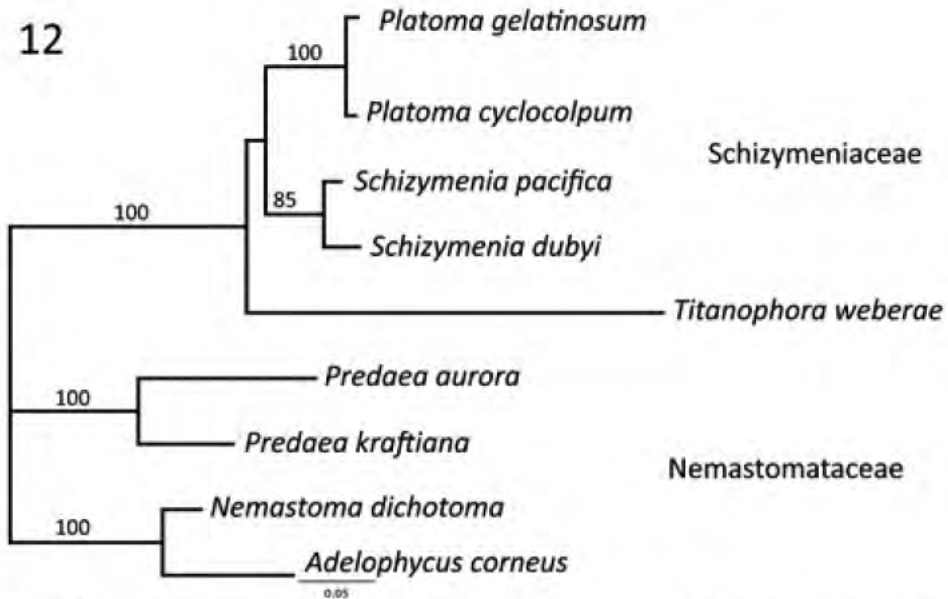 12
Platoma gelatinosum
100
Platoma cyclocolpum
Schizymeniaceae
Schizymenia pacifica
85
100
Schizymenia dubyi
Titanophora weberae
Predaea aurora
100
Predaea kraftiana
Nemastomataceae
Nemastoma dichotoma
100
Adelophycus corneus
0.05